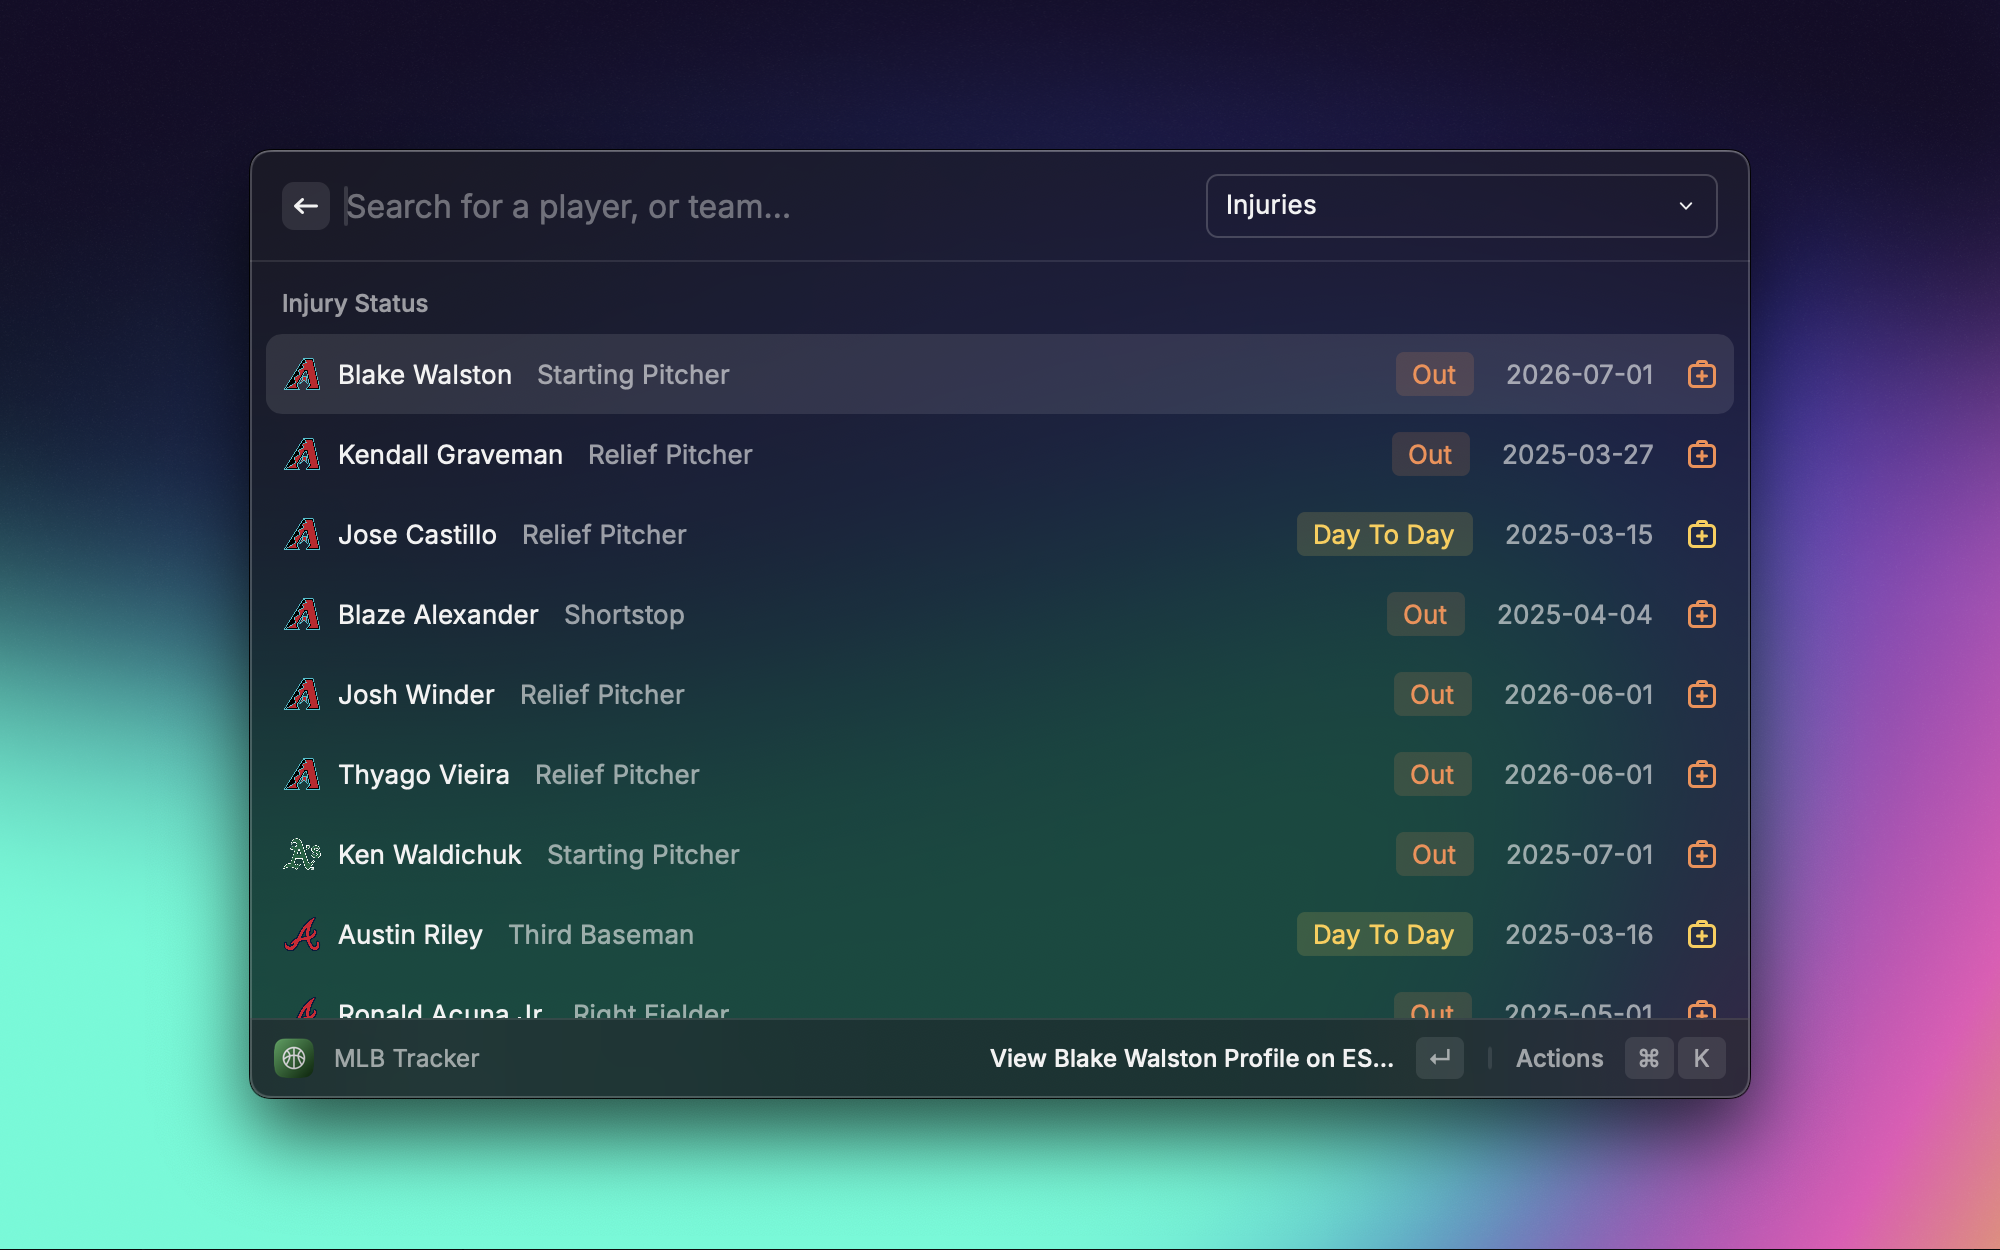 Search for a player, or team...
Injuries
Injury Status
Blake Walston Starting Pitcher Out 2026-07-01
Kendall Graveman Relief Pitcher Out 2025-03-27
Jose Castillo Relief Pitcher Day To Day 2025-03-15
Blaze Alexander Shortstop Out 2025-04-04
Josh Winder Relief Pitcher Out 2026-06-01
Thyago Vieira Relief Pitcher Out 2026-06-01
Ken Waldichuk Starting Pitcher Out 2025-07-01
Austin Riley Third Baseman Day To Day 2025-03-16
Ronald Acuna Jr. Right Fielder Out 2025-05-01
MLB Tracker
View Blake Walston Profile on ES...
Actions ⌘ K